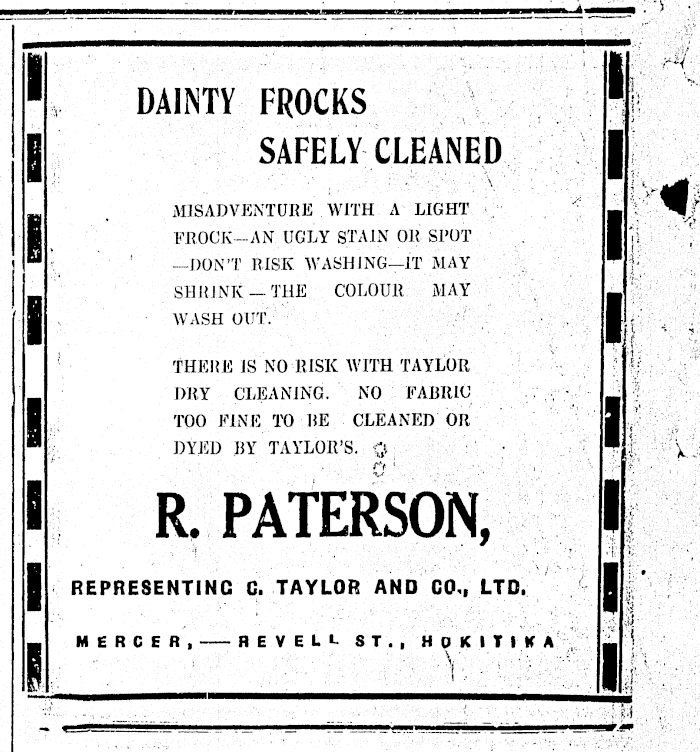 DAINTY FROCKS
SAFELY CLEANED
MISADVENTURE WITH A LIGHT
FROCK—AN UGLY STAIN OR SPOT
—DON'T RISK WASHING—IT MAY
SHRINK — THE COLOUR MAY
WASH OUT.
THERE IS NO RISK WITH TAYLOR
DRY CLEANING. NO FABRIC
TOO FINE TO BE CLEANED OR
DYED BY TAYLOR'S.
R. PATERSON,
REPRESENTING C. TAYLOR AND CO., LTD.
MERCER,—REVELL ST., HOKITIKA